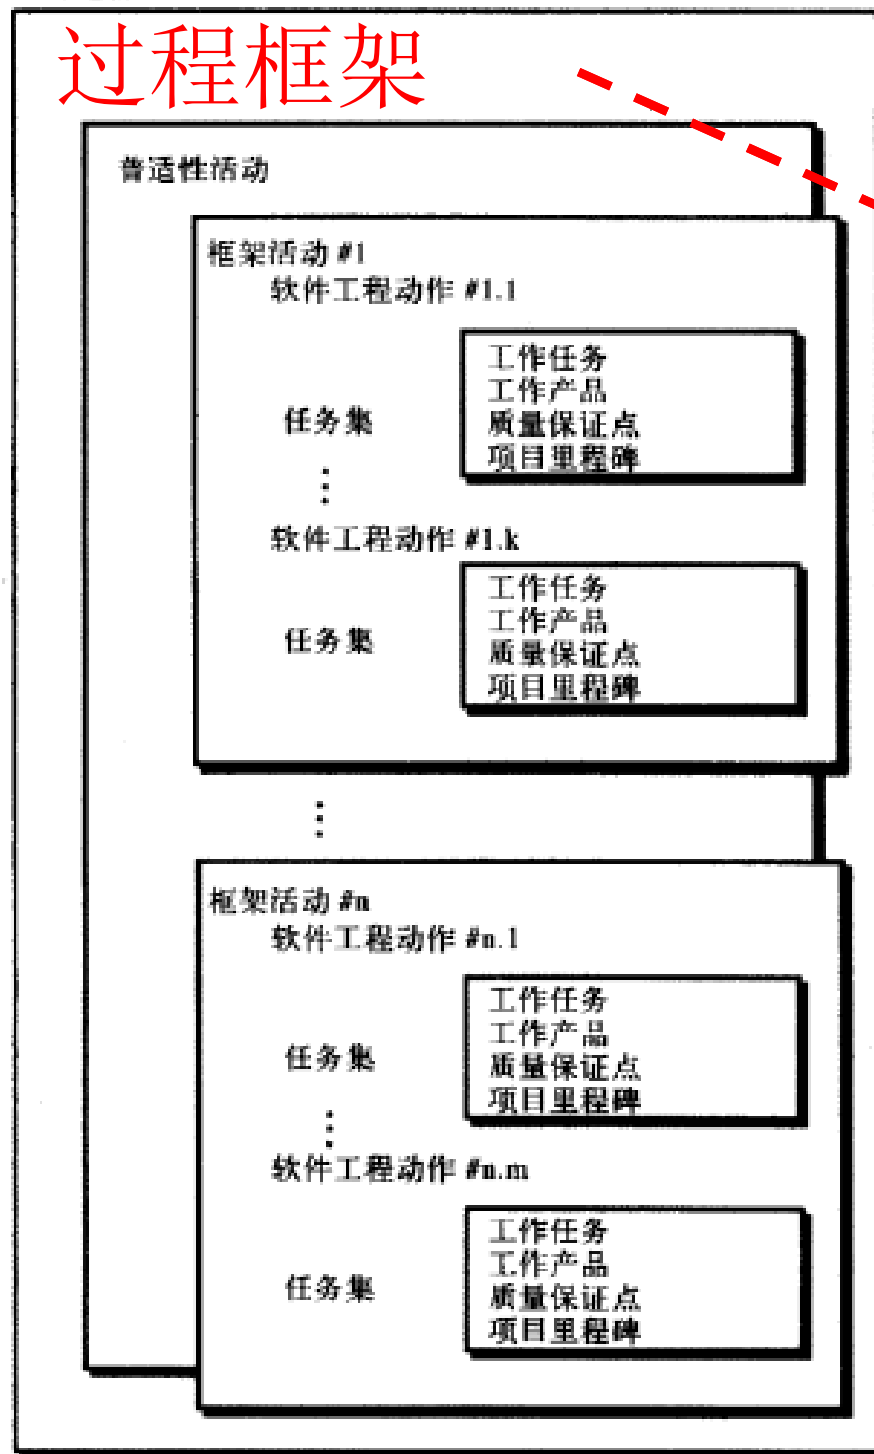 过程框架
普适性活动
框架活动 #1
软件工程动作 #1.1
工作任务
工作产品
任务集
质量保证点
项目里程碑
软件工程动作 #1.k
工作任务
工作产品
任务集
质量保证点
项目里程碑
框架活动 #n
软件工程动作 #n.1
工作任务
工作产品
任务集
质量保证点
项目里程碑
软件工程动作 #n.m
工作任务
工作产品
任务集
质量保证点
项目里程碑